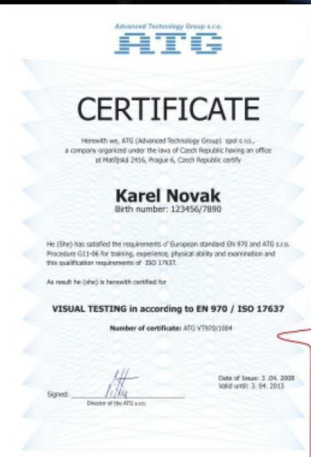 Advanced Technology Group s.r.o.
ATG
CERTIFICATE
Herewith we, ATG (Advanced Technology Group) spol s r.o.,
a company organized under the laws of Czech Republic having an office
at Matějská 2416, Prague 6, Czech Republic certify
Karel Novak
Birth number: 123456/7890
He (She) has satisfied the requirements of European standard EN 970 and ATG s.r.o.
Procedure G11-06 for training, experience, physical ability and examination and
this qualification requirements of ISO 17637.
As result he (she) is herewith certified for
VISUAL TESTING in according to EN 970 / ISO 17637
Number of certificate: ATG VT970/1004
Date of Issue: 3 .04. 2008
Valid until: 3. 04. 2013
Signed:
Director of the ATG s.r.o.